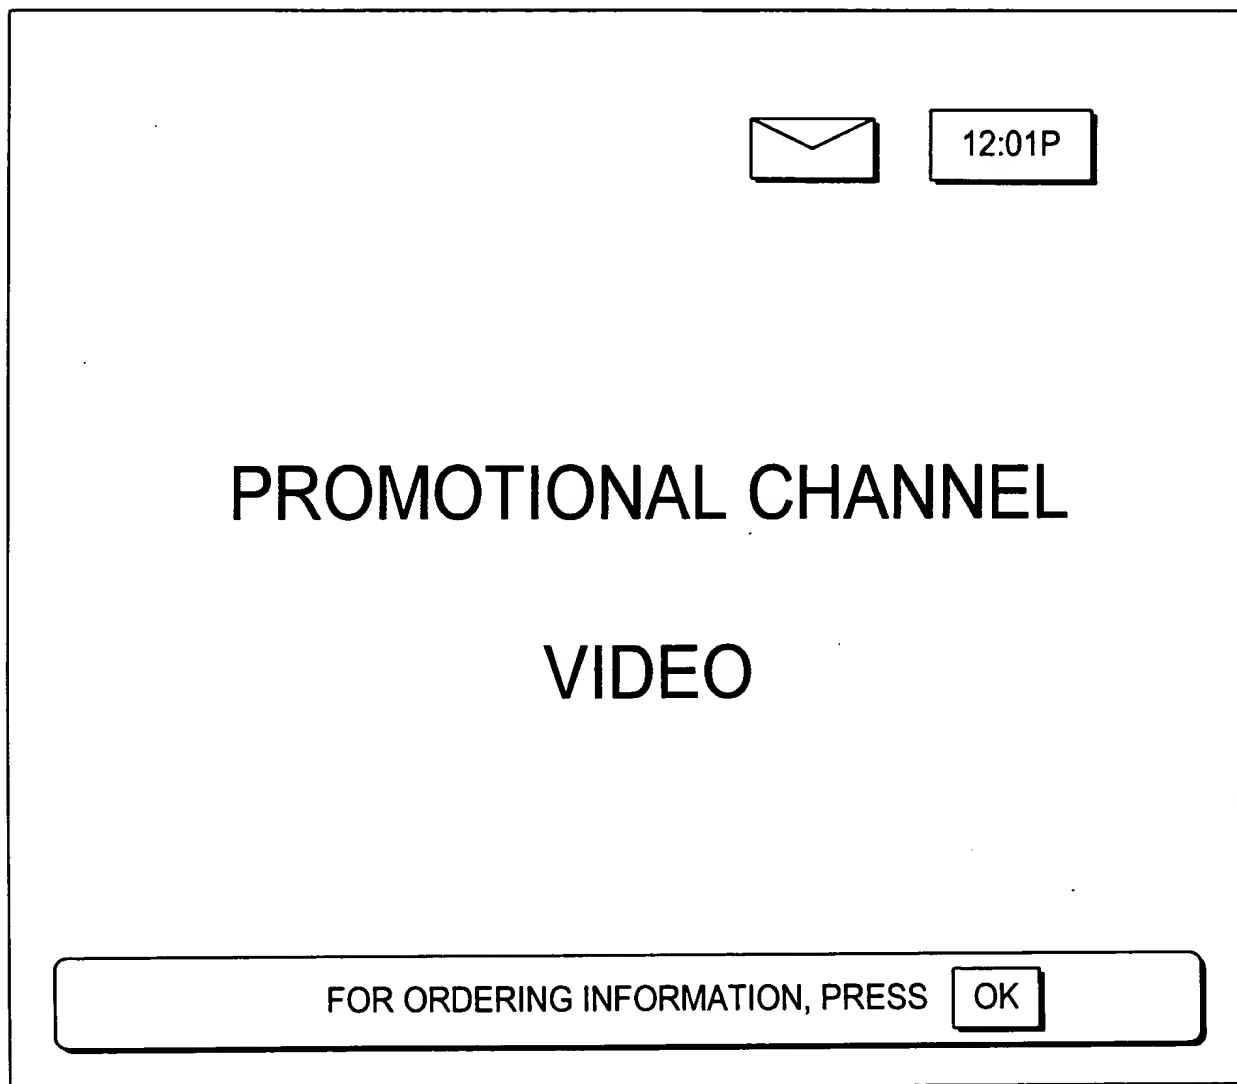 12:01P
PROMOTIONAL CHANNEL
VIDEO
FOR ORDERING INFORMATION, PRESS OK